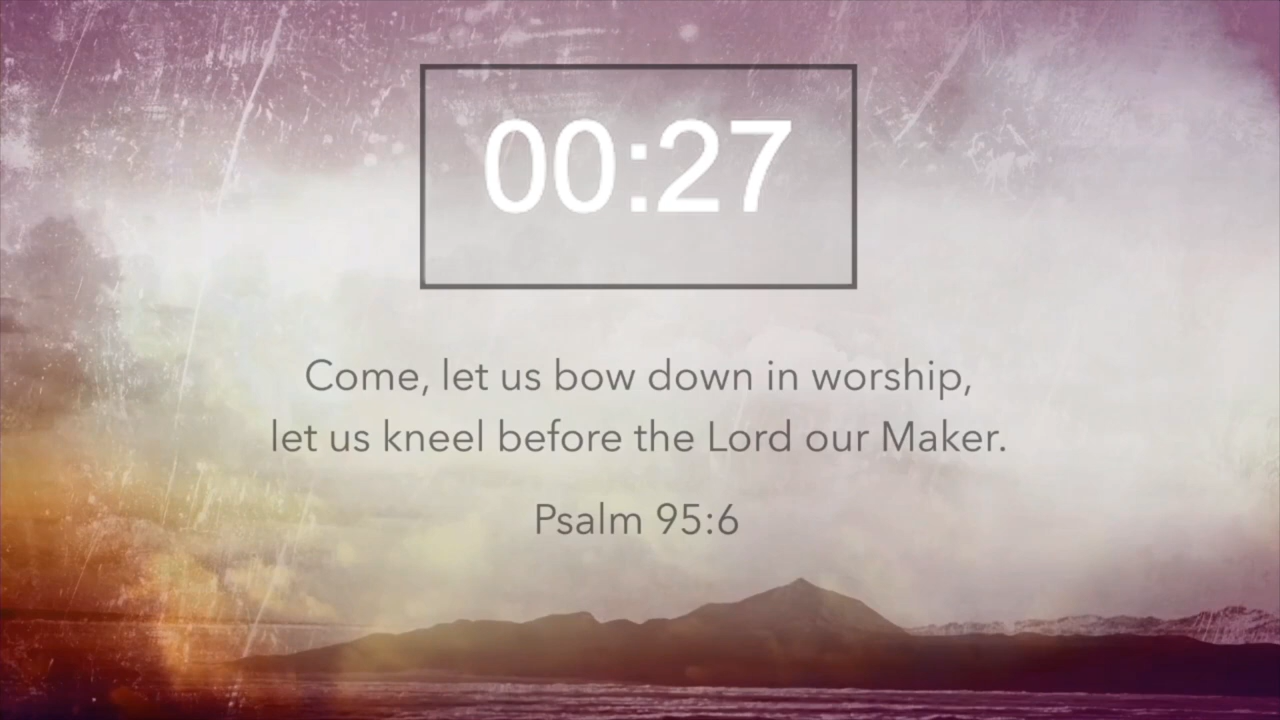 00:27
Come, let us bow down in worship,
let us kneel before the Lord our Maker.
Psalm 95:6